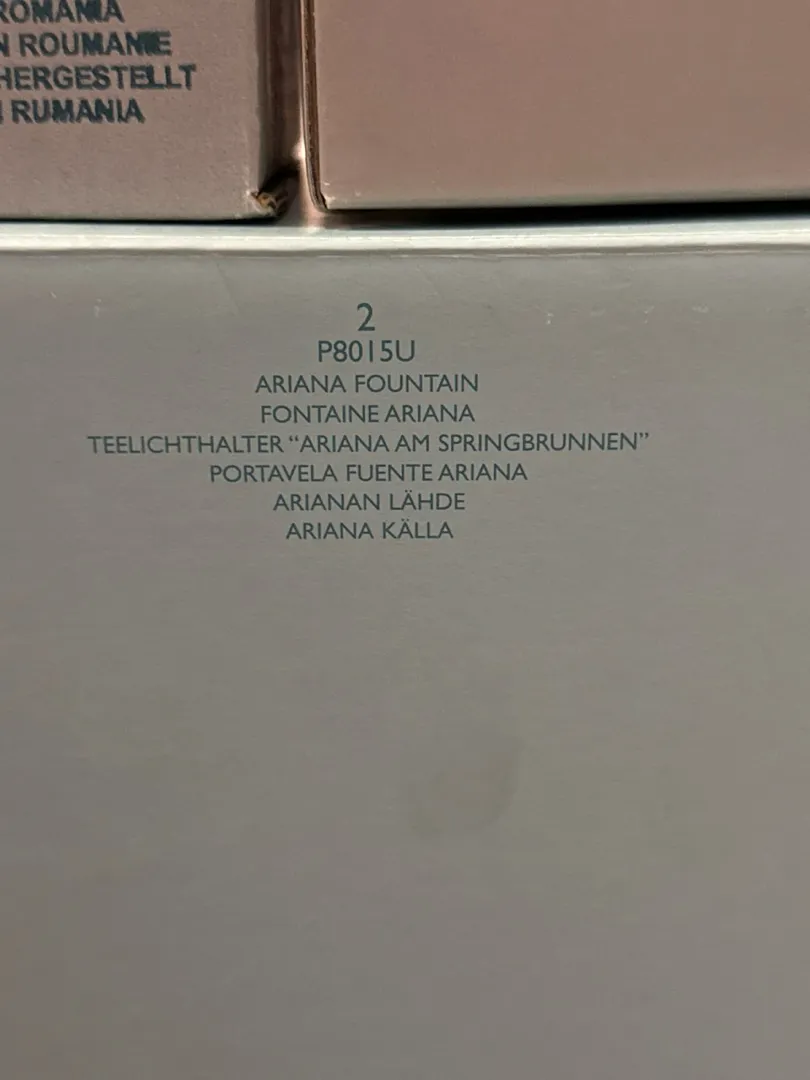 ROMANIA
N ROUMANIE
HERGESTELLT
RUMANIA
2
P8015U
ARIANA FOUNTAIN
FONTAINE ARIANA
TEELICHTHALTER “ARIANA AM SPRINGBRUNNEN”
PORTAVELA FUENTE ARIANA
ARIANAN LÄHDE
ARIANA KÄLLA